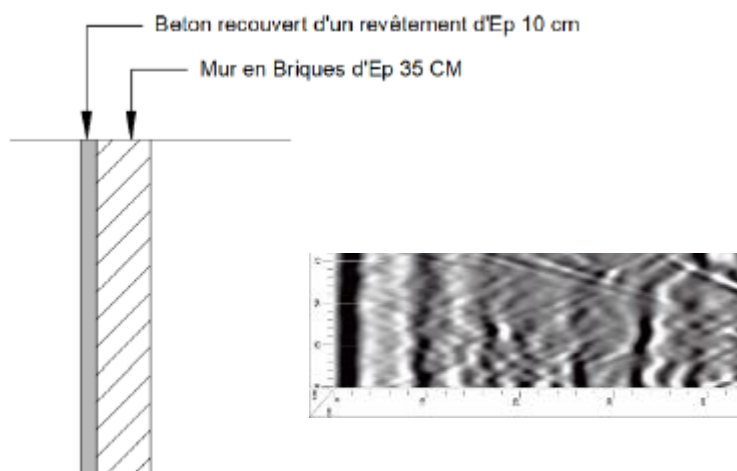 Beton recouvert d'un revêtement d'Ep 10 cm
Mur en Briques d'Ep 35 CM